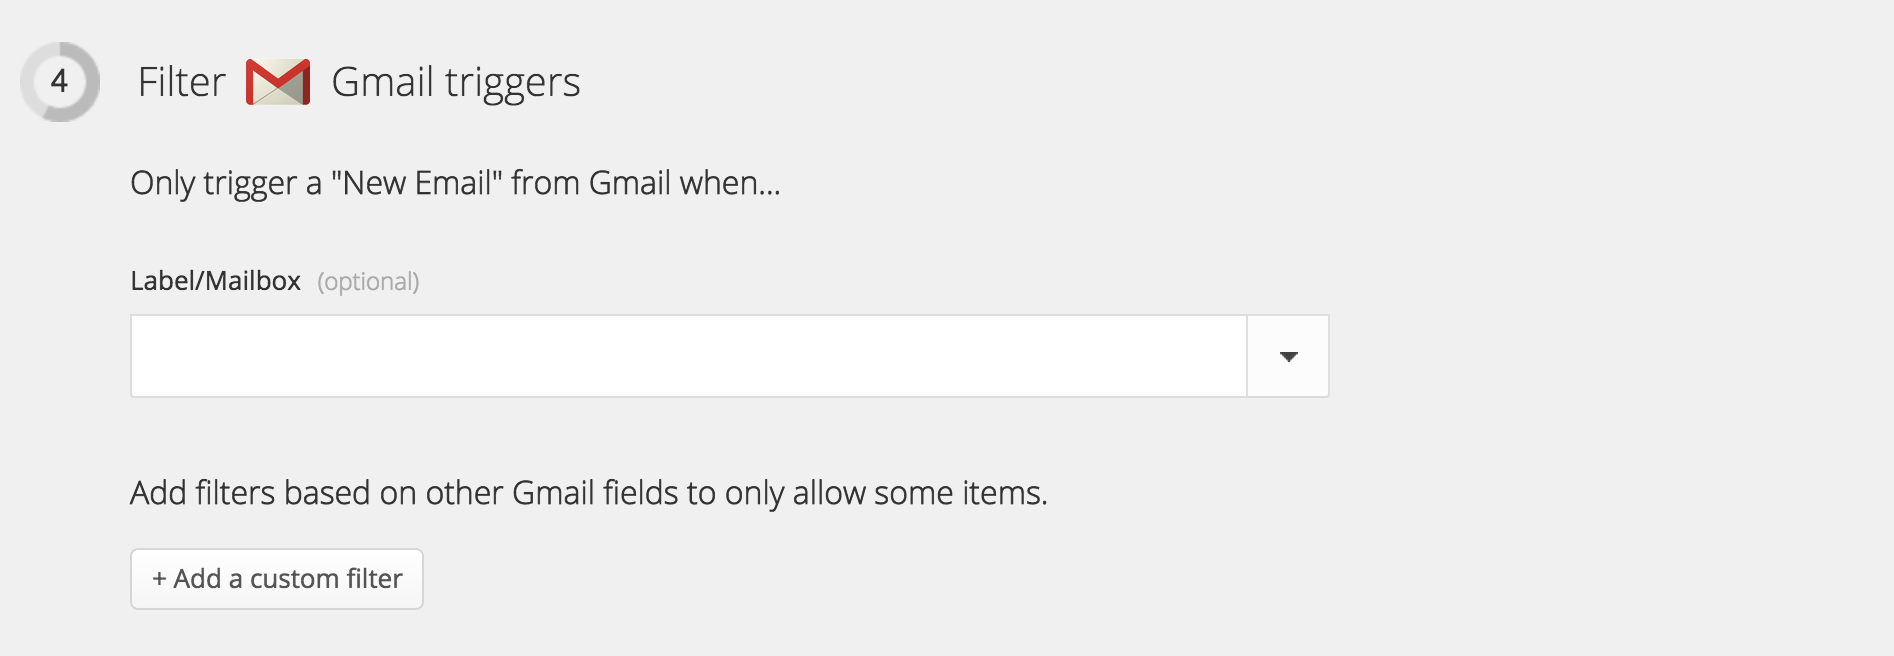 4
Filter Gmail triggers
Only trigger a "New Email" from Gmail when...
Label/Mailbox (optional)
Add filters based on other Gmail fields to only allow some items.
+ Add a custom filter